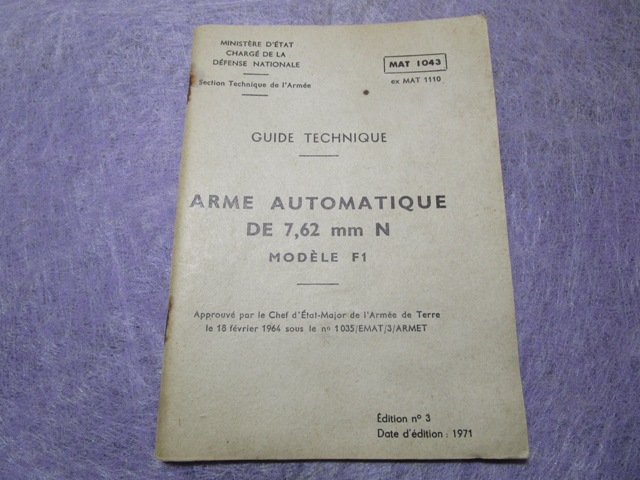 MINISTÈRE D'ÉTAT
CHARGÉ DE LA
DÉFENSE NATIONALE
Section Technique de l'Armée
MAT 1043
ex MAT 1110
GUIDE TECHNIQUE
ARME AUTOMATIQUE
DE 7,62 mm N
MODÈLE F1
Approuvé par le Chef d'État-Major de l'Armée de Terre
le 18 février 1964 sous le nº 1035/EMAT/3/ARMET
Édition nº 3
Date d'édition : 1971